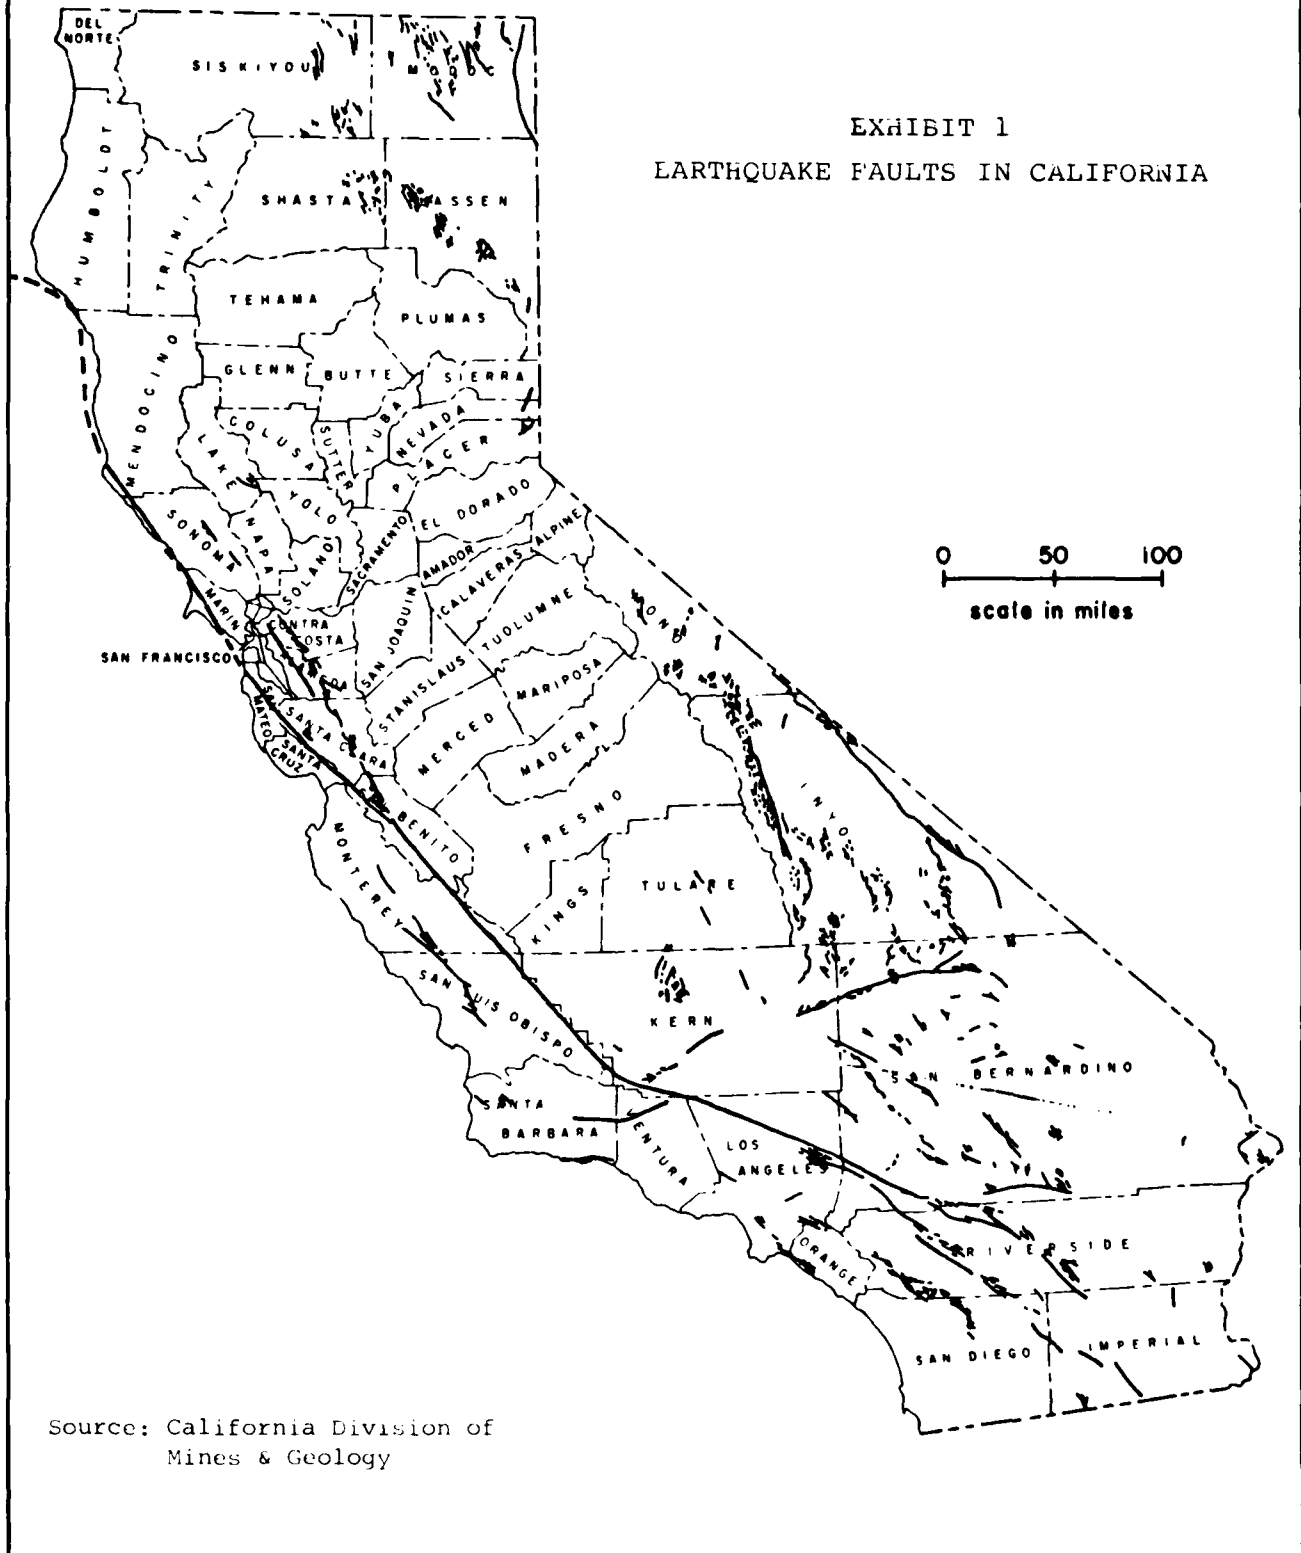 EXHIBIT 1
EARTHQUAKE FAULTS IN CALIFORNIA
DEL
NORTE
SISKIYOU
MODOC
HUMBOLDT
TRINITY
SHASTA
LASSEN
TEHAMA
PLUMAS
MENDOCINO
GLENN
BUTTE
SIERRA
COLUSA
SUTTER
YUBA
NEVADA
PLACER
LAKE
YOLO
EL DORADO
SONOMA
NAPA
SOLANO
SACRAMENTO
AMADOR
ALPINE
CALAVERAS
MARIN
CONTRA
COSTA
SAN JOAQUIN
TUOLUMNE
MONO
SAN FRANCISCO
ALAMEDA
STANISLAUS
MARIPOSA
SAN
MATEO
SANTA CLARA
SANTA
CRUZ
MERCED
MADERA
SAN BENITO
FRESNO
INYO
MONTEREY
KINGS
TULARE
SAN LUIS OBISPO
KERN
SAN BERNARDINO
SANTA
BARBARA
VENTURA
LOS
ANGELES
ORANGE
RIVERSIDE
SAN DIEGO
IMPERIAL
0 50 100
scale in miles
Source: California Division of
Mines & Geology